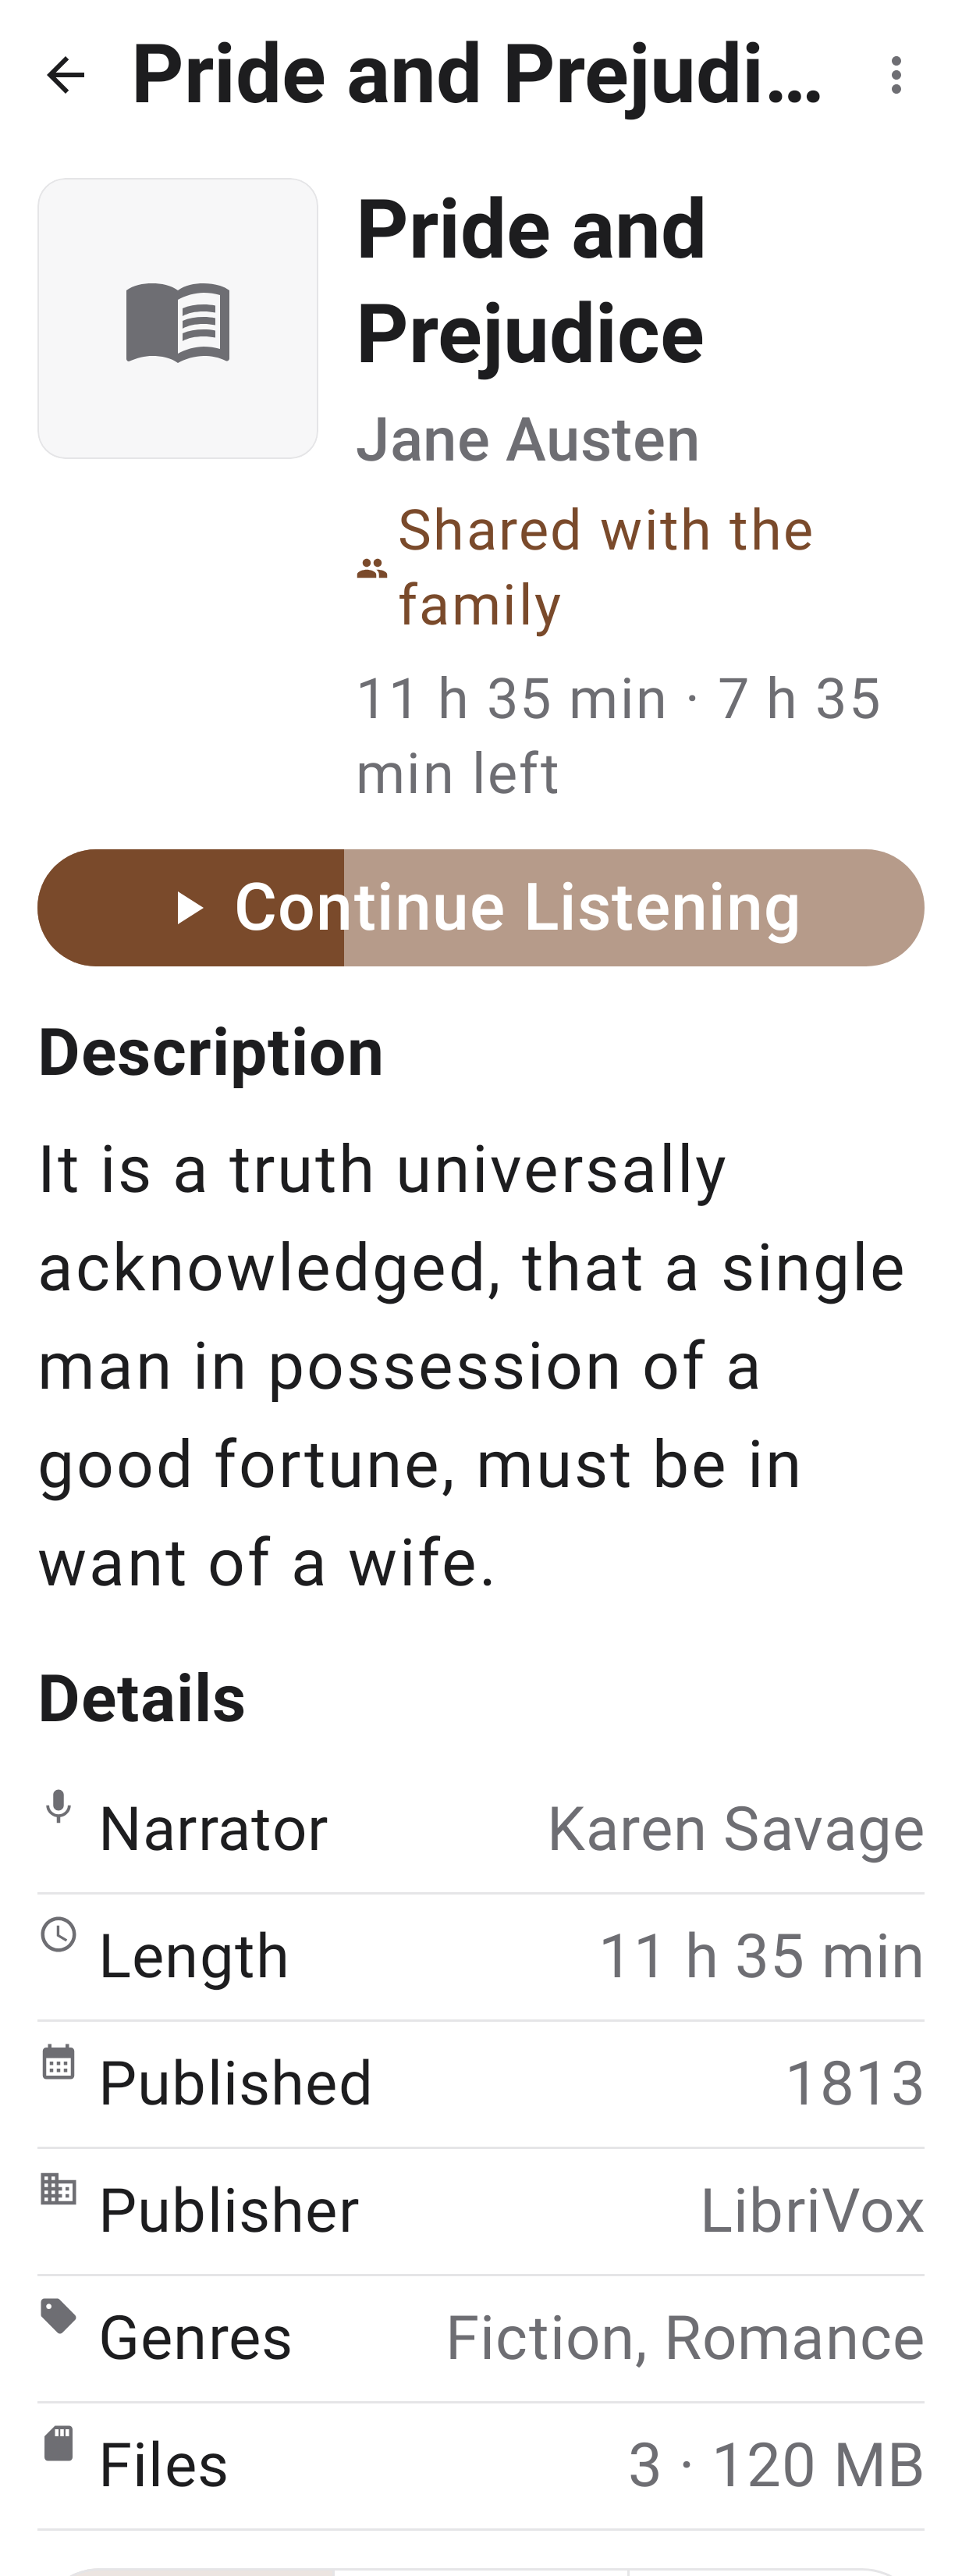 Pride and Prejudi...
Pride and
Prejudice
Jane Austen
Shared with the
family
11 h 35 min · 7 h 35
min left
Continue Listening
Description
It is a truth universally
acknowledged, that a single
man in possession of a
good fortune, must be in
want of a wife.
Details
Narrator Karen Savage
Length 11 h 35 min
Published 1813
Publisher LibriVox
Genres Fiction, Romance
Files 3 · 120 MB